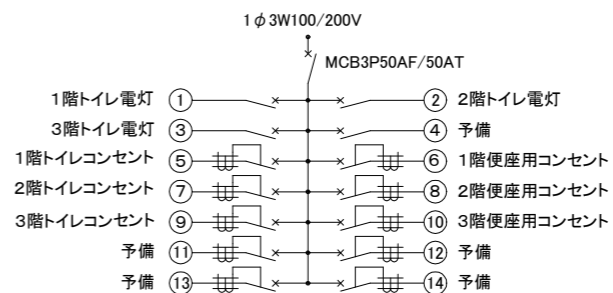 1φ3W100/200V
MCB3P50AF/50AT
1階トイレ電灯 ① ② 2階トイレ電灯
3階トイレ電灯 ③ ④ 予備
1階トイレコンセント ⑤ ⑥ 1階便座用コンセント
2階トイレコンセント ⑦ ⑧ 2階便座用コンセント
3階トイレコンセント ⑨ ⑩ 3階便座用コンセント
予備 ⑪ ⑫ 予備
予備 ⑬ ⑭ 予備